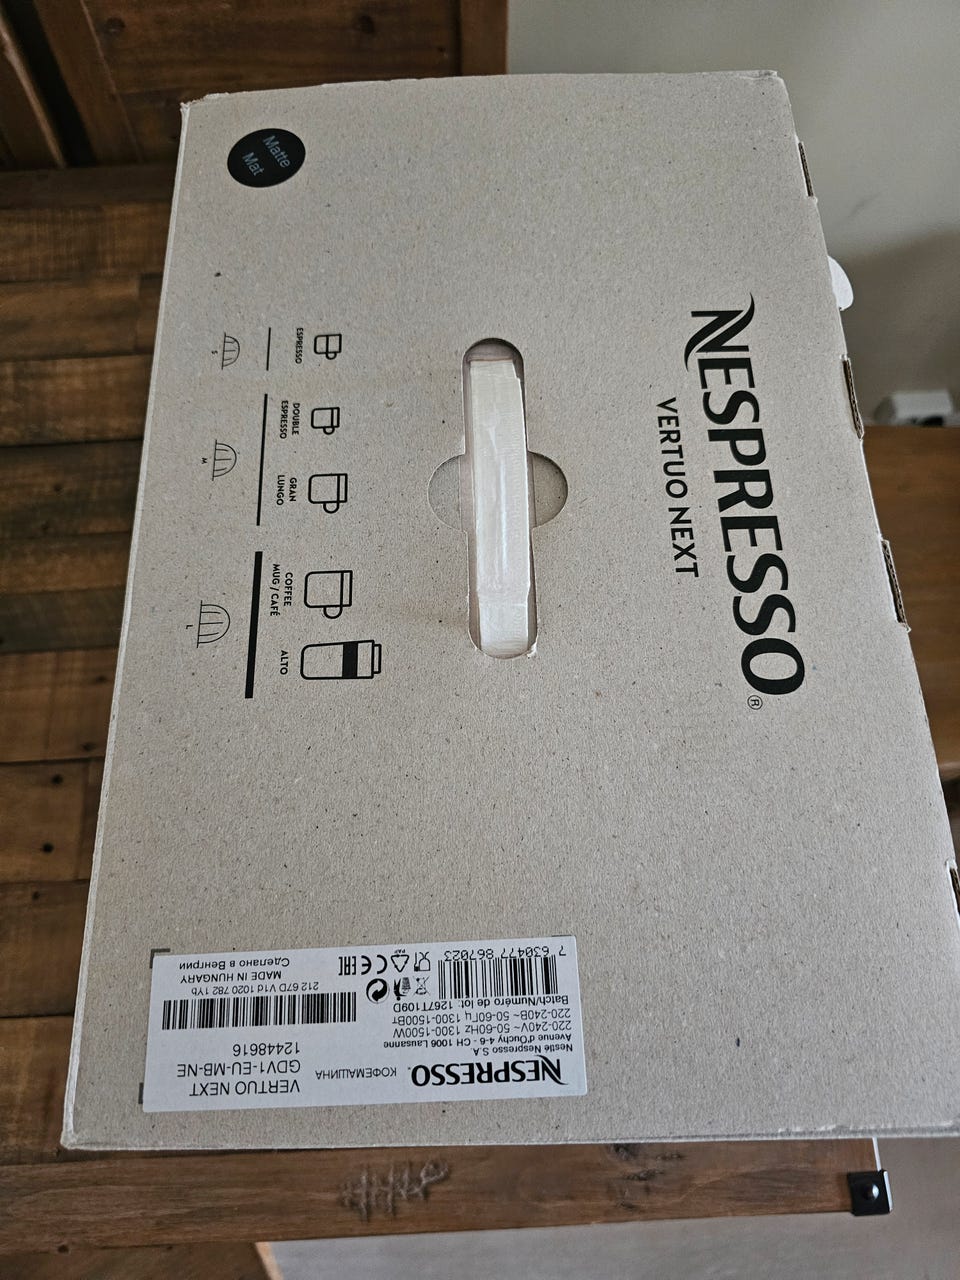 Matte
Mat
NESPRESSO®
VERTUO NEXT
ESPRESSO
DOUBLE
ESPRESSO
GRAN
LUNGO
COFFEE
MUG / CAFÉ
ALTO
S
M
L
NESPRESSO. КОФЕМАШИНА
Nestlé Nespresso S.A.
Avenue d'Ouchy 4-6 - CH 1006 Lausanne
220-240V~ 50-60Hz 1300-1500W
220-240В~ 50-60Гц 1300-1500Вт
Batch/Numéro de lot: 1267T109D
7 630477 867023
PAP
CE EAC
VERTUO NEXT
GDV1-EU-MB-NE
12448616
212 67D V1d 1020 782 1Yb
MADE IN HUNGARY
Сделано в Венгрии